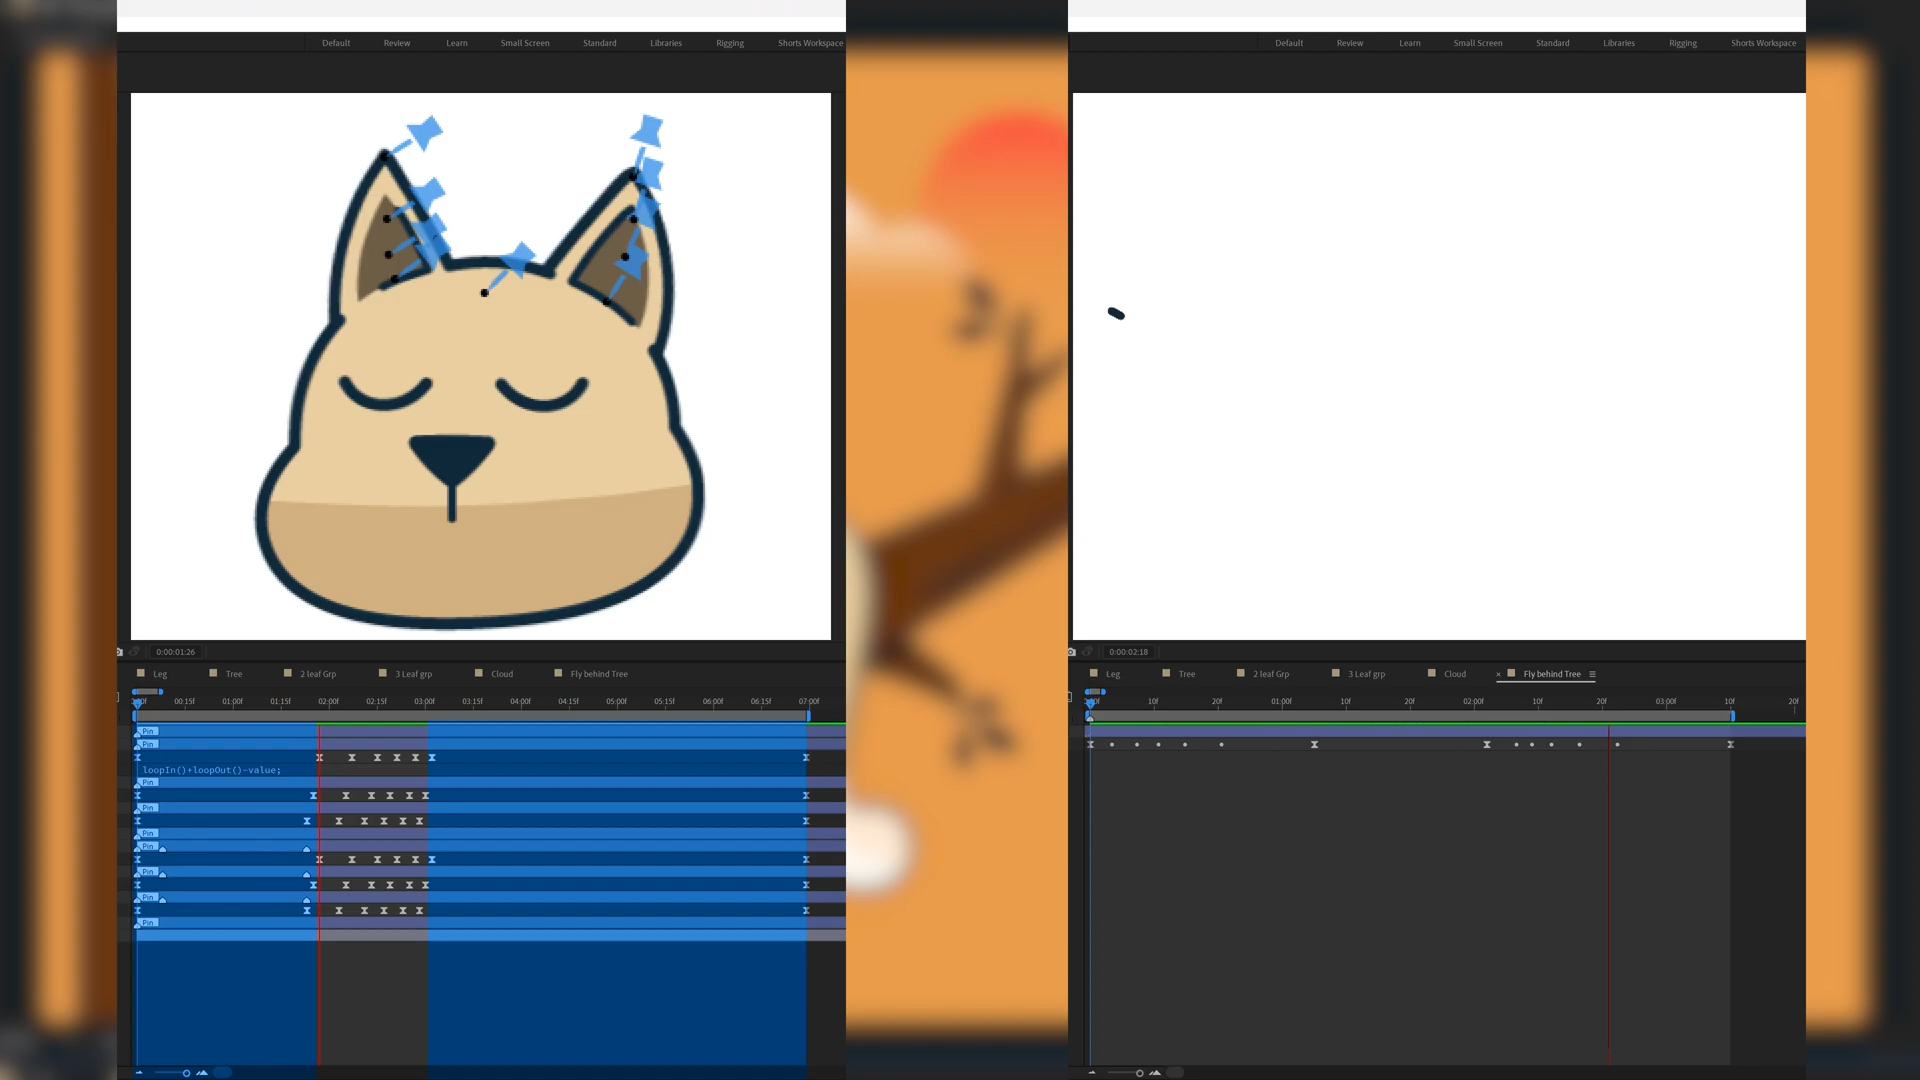 Default Review Learn Small Screen Standard Libraries Rigging Shorts Workspace
0:00:01:26
Leg Tree 2 leaf Grp 3 Leaf grp Cloud Fly behind Tree
00:15f 01:00f 01:15f 02:00f 02:15f 03:00f 03:15f 04:00f 04:15f 05:00f 05:15f 06:00f 06:15f 07:00f
Pin
Pin
loopIn()+loopOut()-value;
Pin
Pin
Pin
Pin
Pin
Pin
Pin
Default Review Learn Small Screen Standard Libraries Rigging Shorts Workspace
0:00:02:18
Leg Tree 2 leaf Grp 3 Leaf grp Cloud × Fly behind Tree
10f 20f 01:00f 10f 20f 02:00f 10f 20f 03:00f 10f 20f